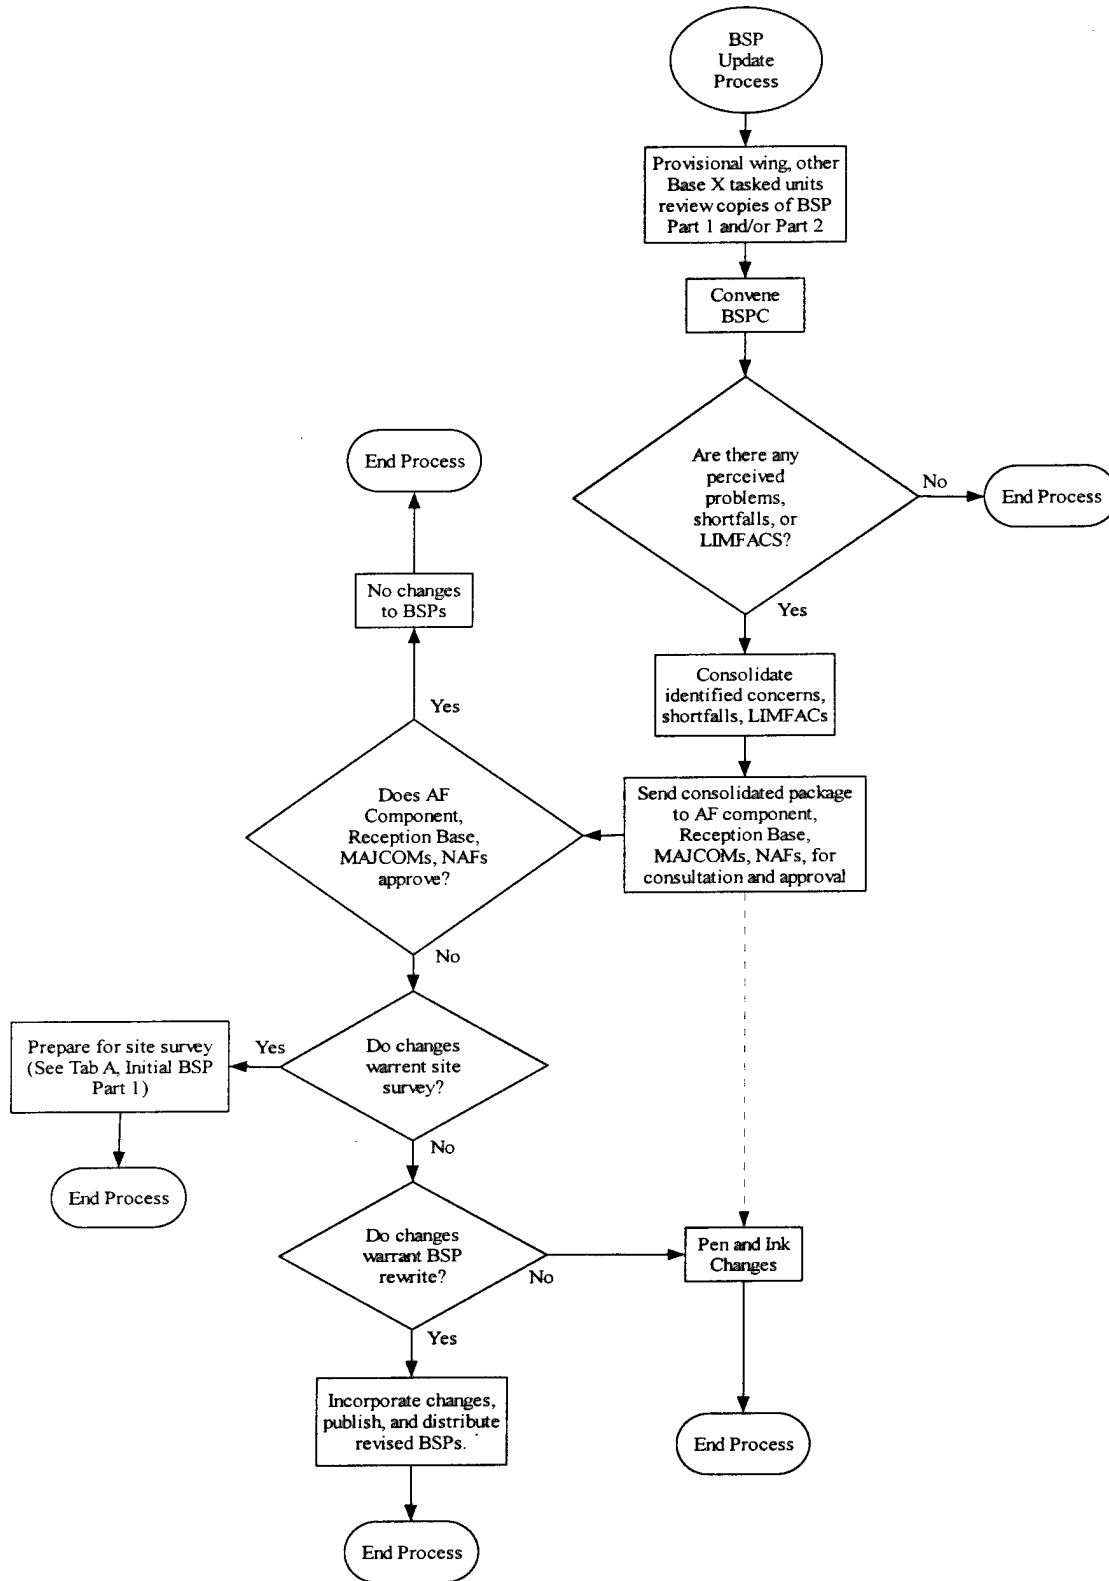 BSP
Update
Process
Provisional wing, other
Base X tasked units
review copies of BSP
Part 1 and/or Part 2
Convene
BSPC
Are there any
perceived
problems,
shortfalls, or
LIMFACS?
No
End Process
Yes
Consolidate
identified concerns,
shortfalls, LIMFACs
Send consolidated package
to AF component,
Reception Base,
MAJCOMs, NAFs, for
consultation and approval
Does AF
Component,
Reception Base,
MAJCOMs, NAFs
approve?
Yes
No changes
to BSPs
End Process
No
Do changes
warrent site
survey?
Yes
Prepare for site survey
(See Tab A, Initial BSP
Part 1)
End Process
No
Do changes
warrant BSP
rewrite?
No
Pen and Ink
Changes
End Process
Yes
Incorporate changes,
publish, and distribute
revised BSPs.
End Process